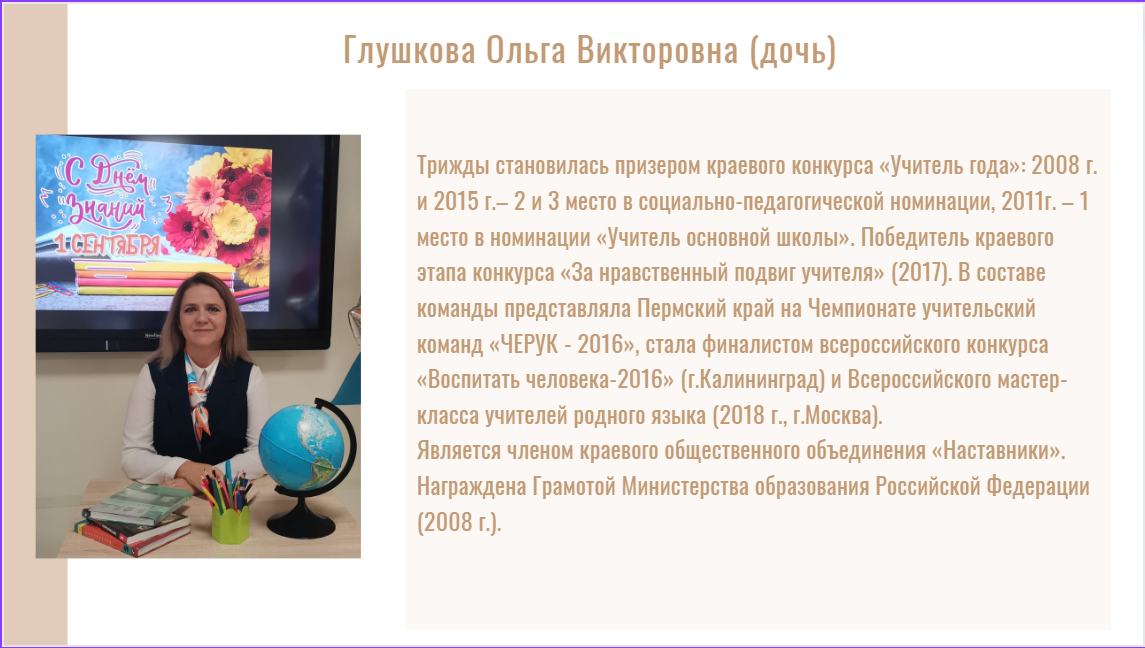 Глушкова Ольга Викторовна (дочь)
С Днём
Знаний
1 СЕНТЯБРЯ
Трижды становилась призером краевого конкурса «Учитель года»: 2008 г.
и 2015 г.– 2 и 3 место в социально-педагогической номинации, 2011г. – 1
место в номинации «Учитель основной школы». Победитель краевого
этапа конкурса «За нравственный подвиг учителя» (2017). В составе
команды представляла Пермский край на Чемпионате учительский
команд «ЧЕРУК - 2016», стала финалистом всероссийского конкурса
«Воспитать человека-2016» (г.Калининград) и Всероссийского мастер-
класса учителей родного языка (2018 г., г.Москва).
Является членом краевого общественного объединения «Наставники».
Награждена Грамотой Министерства образования Российской Федерации
(2008 г.).